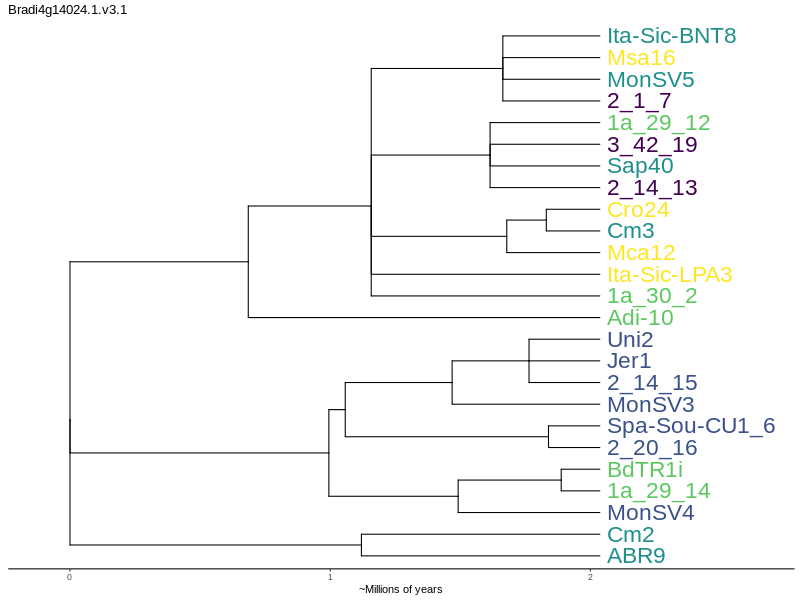 Bradi4g14024.1.v3.1
Ita-Sic-BNT8
Msa16
MonSV5
2_1_7
1a_29_12
3_42_19
Sap40
2_14_13
Cro24
Cm3
Mca12
Ita-Sic-LPA3
1a_30_2
Adi-10
Uni2
Jer1
2_14_15
MonSV3
Spa-Sou-CU1_6
2_20_16
BdTR1i
1a_29_14
MonSV4
Cm2
ABR9
0 1 2
~Millions of years